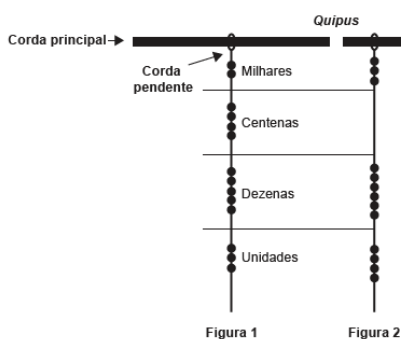 Quipus
Corda principal
Corda
pendente
Milhares
Centenas
Dezenas
Unidades
Figura 1
Figura 2